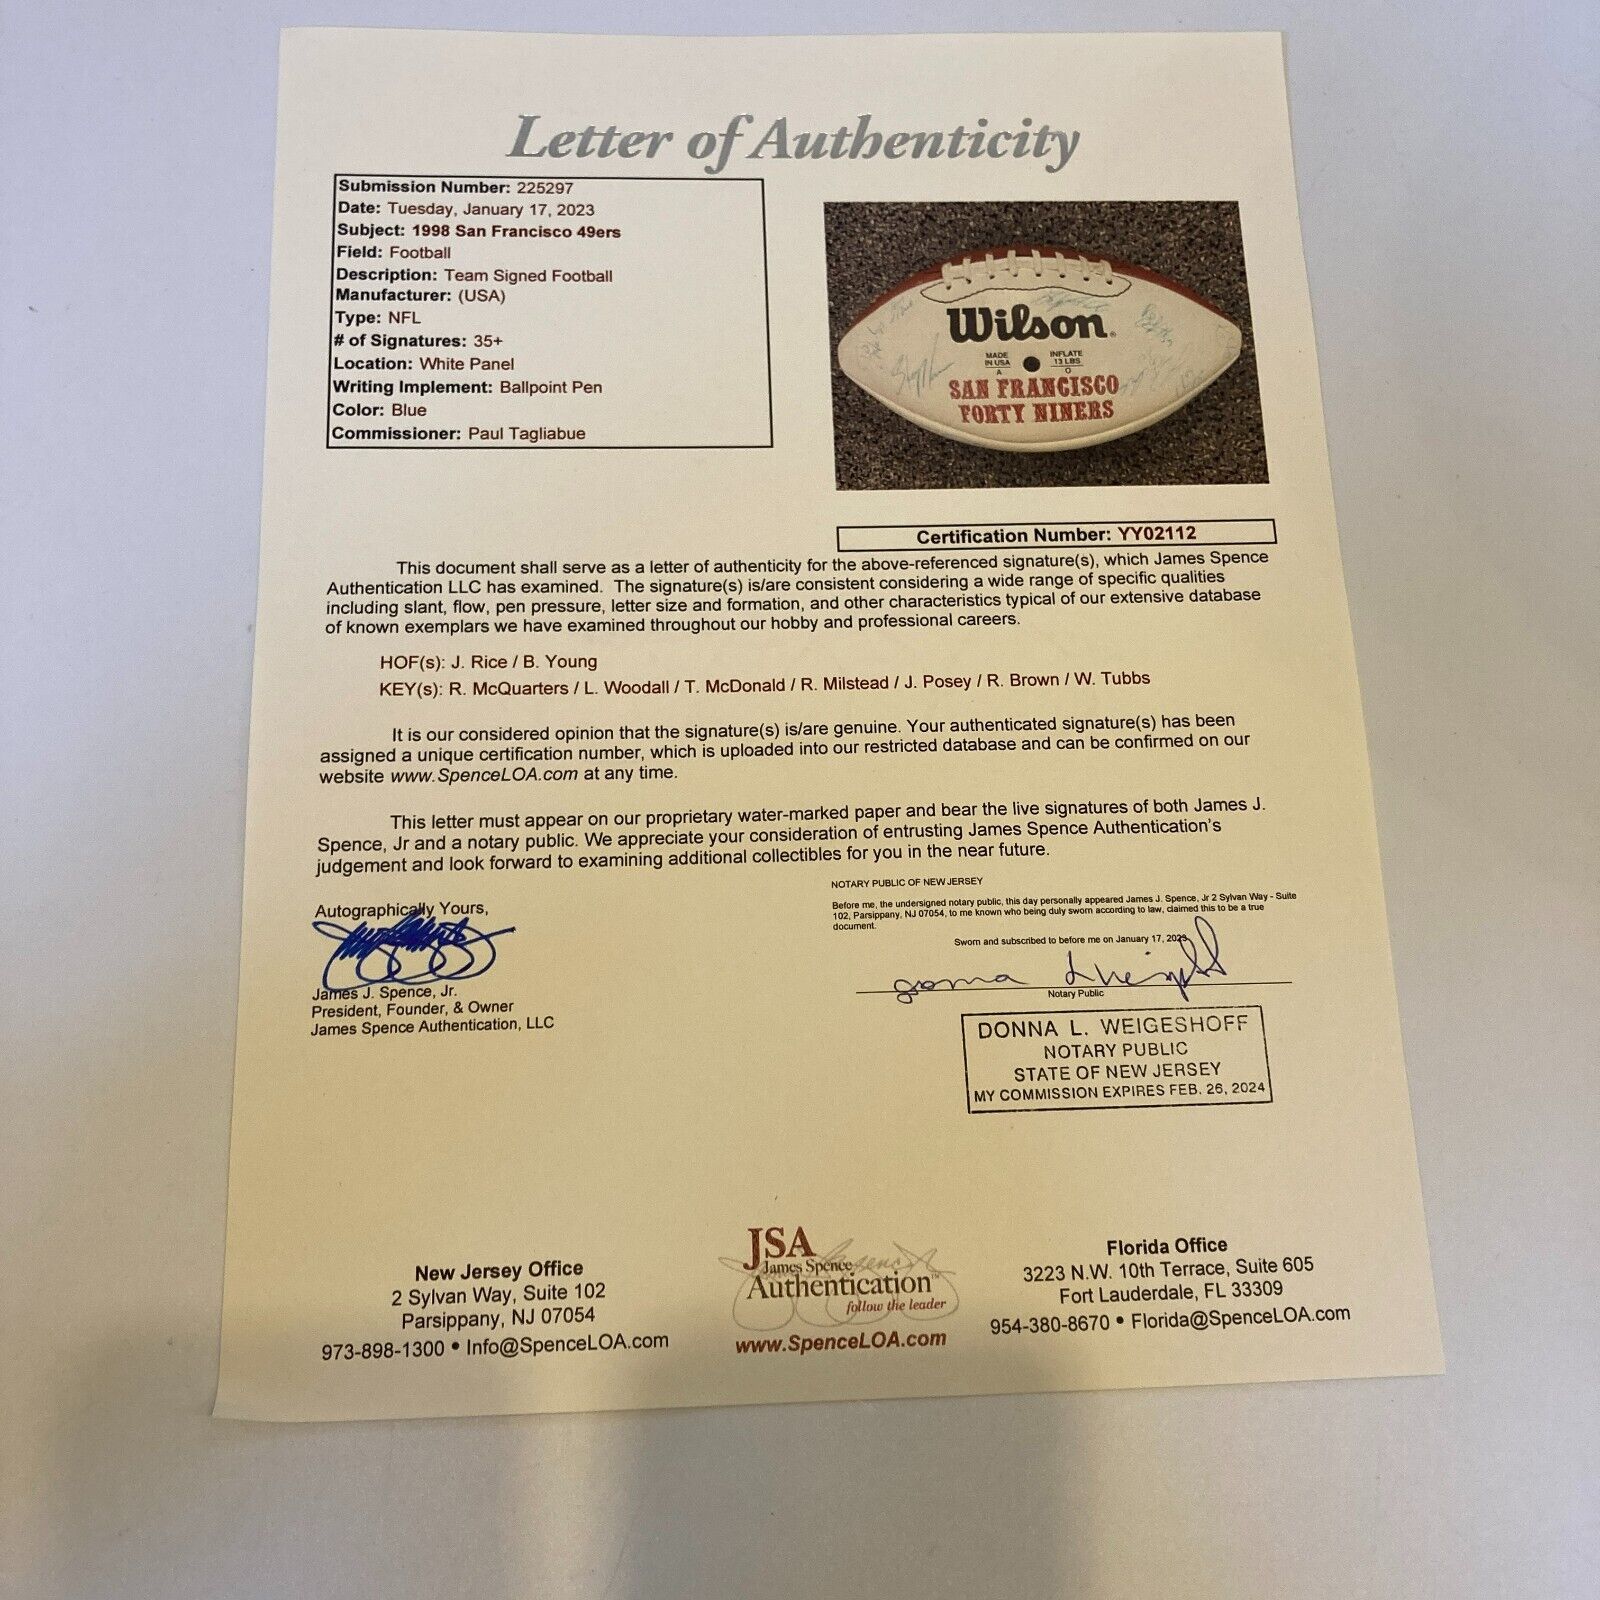 Letter of Authenticity
Submission Number: 225297
Date: Tuesday, January 17, 2023
Subject: 1998 San Francisco 49ers
Field: Football
Description: Team Signed Football
Manufacturer: (USA)
Type: NFL
# of Signatures: 35+
Location: White Panel
Writing Implement: Ballpoint Pen
Color: Blue
Commissioner: Paul Tagliabue
Wilson
MADE IN USA
A
INFLATE 13 LBS
O
SAN FRANCISCO
FORTY NINERS
Certification Number: YY02112
This document shall serve as a letter of authenticity for the above-referenced signature(s), which James Spence
Authentication LLC has examined. The signature(s) is/are consistent considering a wide range of specific qualities
including slant, flow, pen pressure, letter size and formation, and other characteristics typical of our extensive database
of known exemplars we have examined throughout our hobby and professional careers.
HOF(s): J. Rice / B. Young
KEY(s): R. McQuarters / L. Woodall / T. McDonald / R. Milstead / J. Posey / R. Brown / W. Tubbs
It is our considered opinion that the signature(s) is/are genuine. Your authenticated signature(s) has been
assigned a unique certification number, which is uploaded into our restricted database and can be confirmed on our
website www.SpenceLOA.com at any time.
This letter must appear on our proprietary water-marked paper and bear the live signatures of both James J.
Spence, Jr and a notary public. We appreciate your consideration of entrusting James Spence Authentication's
judgement and look forward to examining additional collectibles for you in the near future.
NOTARY PUBLIC OF NEW JERSEY
Before me, the undersigned notary public, this day personally appeared James J. Spence, Jr 2 Sylvan Way - Suite
102, Parsippany, NJ 07054, to me known who being duly sworn according to law, claimed this to be a true
document.
Sworn and subscribed to before me on January 17, 2023
Notary Public
Autographically Yours,
James J. Spence, Jr.
President, Founder, & Owner
James Spence Authentication, LLC
DONNA L. WEIGESHOFF
NOTARY PUBLIC
STATE OF NEW JERSEY
MY COMMISSION EXPIRES FEB. 26, 2024
New Jersey Office
2 Sylvan Way, Suite 102
Parsippany, NJ 07054
973-898-1300 • Info@SpenceLOA.com
JSA
James Spence
Authentication™
follow the leader
www.SpenceLOA.com
Florida Office
3223 N.W. 10th Terrace, Suite 605
Fort Lauderdale, FL 33309
954-380-8670 • Florida@SpenceLOA.com